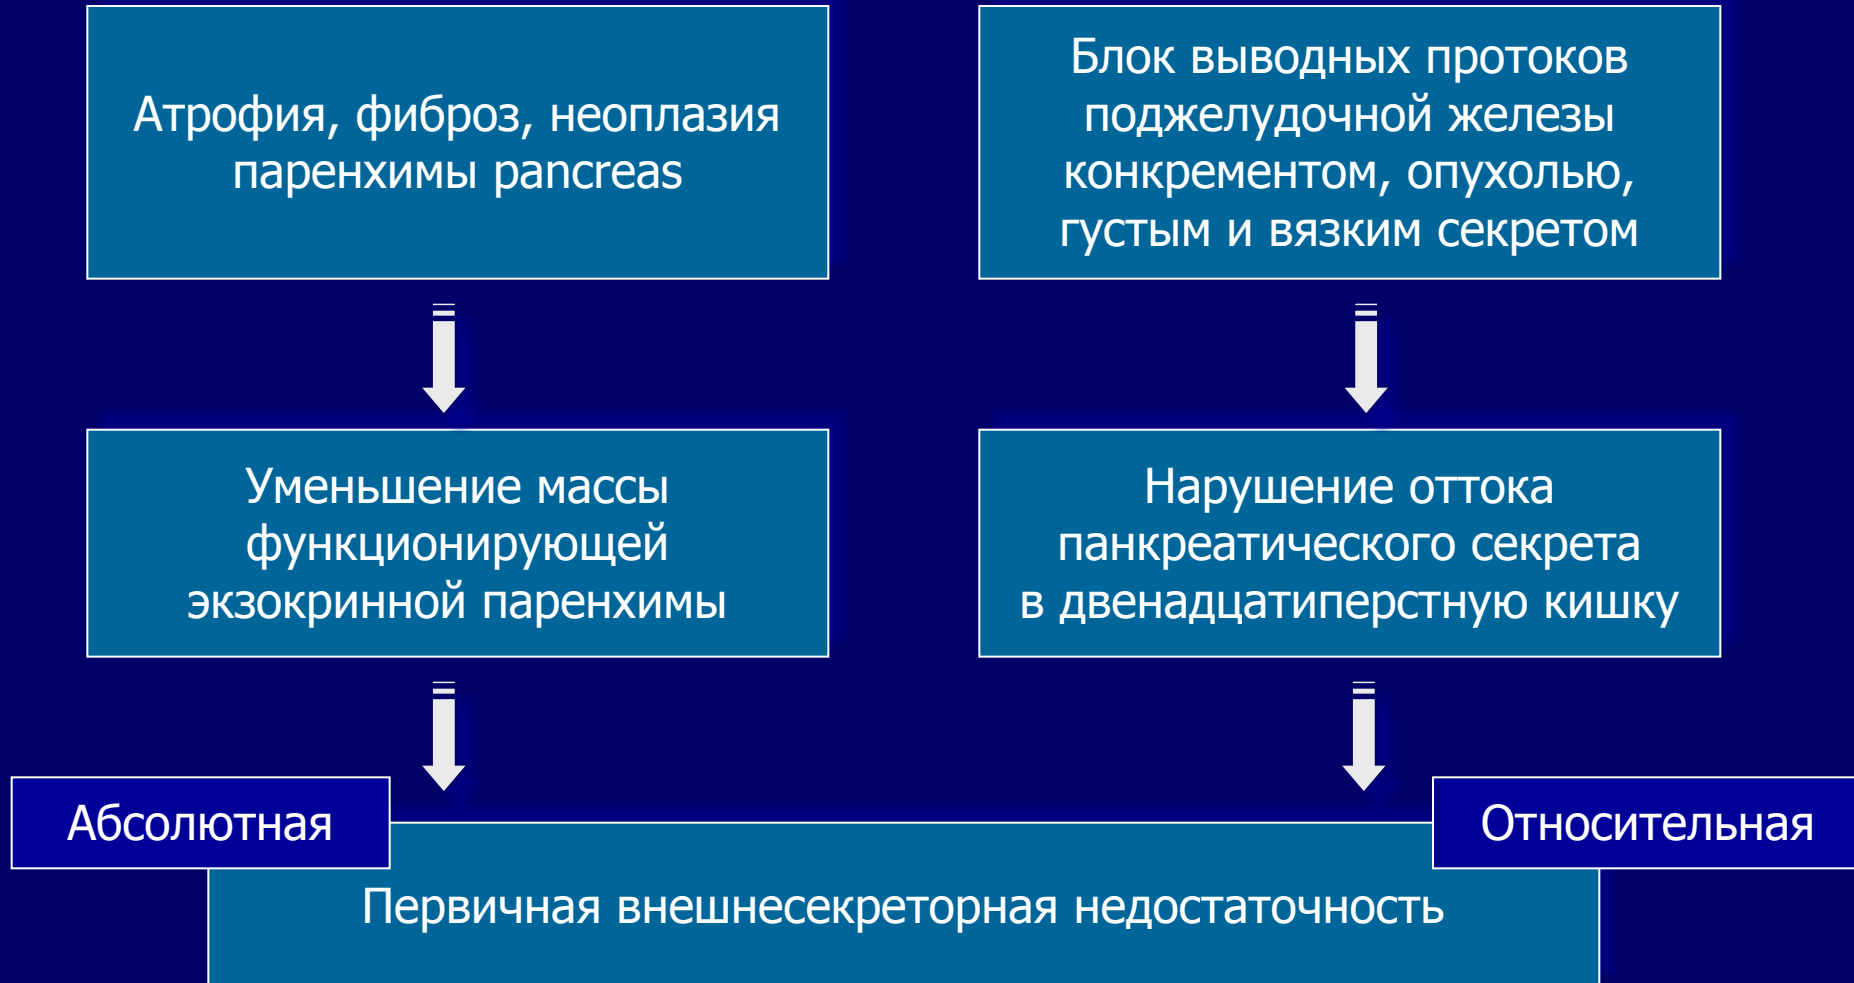 Атрофия, фиброз, неоплазия
паренхимы pancreas
Блок выводных протоков
поджелудочной железы
конкрементом, опухолью,
густым и вязким секретом
Уменьшение массы
функционирующей
экзокринной паренхимы
Нарушение оттока
панкреатического секрета
в двенадцатиперстную кишку
Абсолютная
Относительная
Первичная внешнесекреторная недостаточность